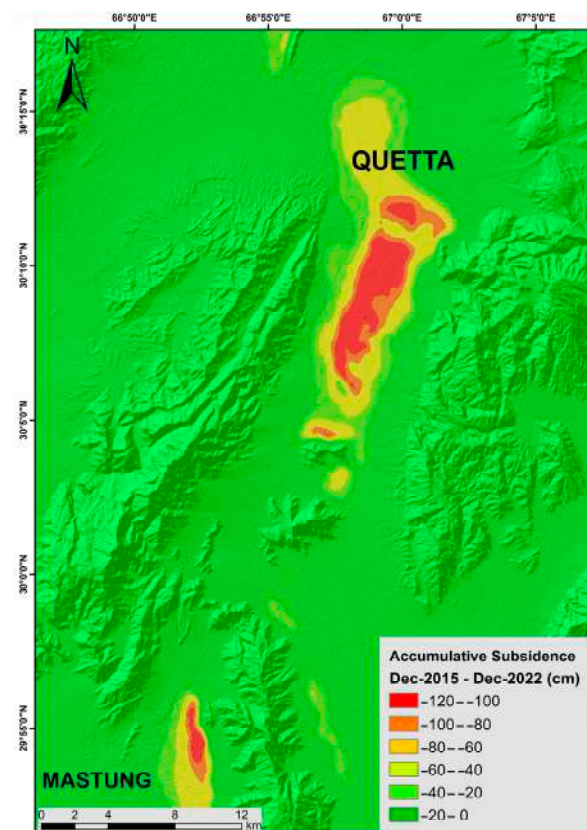 66°50'0"E 66°55'0"E 67°0'0"E 67°5'0"E
N
30°15'0"N
QUETTA
30°10'0"N
30°5'0"N
30°0'0"N
29°55'0"N
Accumulative Subsidence
Dec-2015 - Dec-2022 (cm)
-120--100
-100--80
-80--60
-60--40
-40--20
-20- 0
MASTUNG
0 2 4 8 12
km